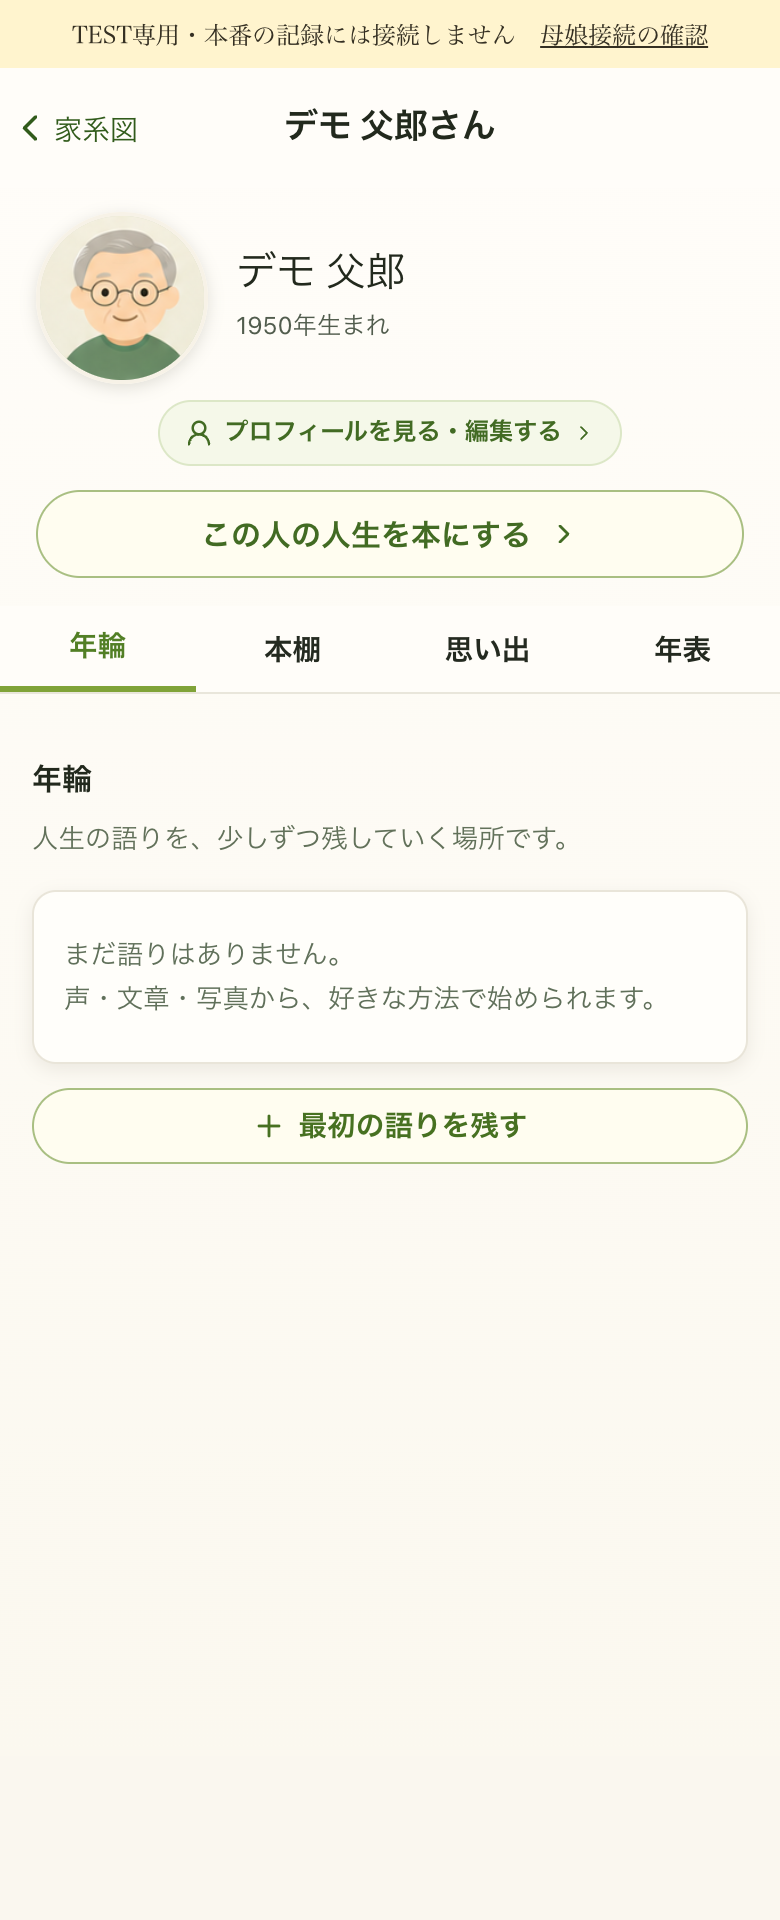 TEST専用・本番の記録には接続しません 母娘接続の確認
家系図 デモ 父郎さん
デモ 父郎
1950年生まれ
プロフィールを見る・編集する
この人の人生を本にする
年輪 本棚 思い出 年表
年輪
人生の語りを、少しずつ残していく場所です。
まだ語りはありません。
声・文章・写真から、好きな方法で始められます。
＋ 最初の語りを残す